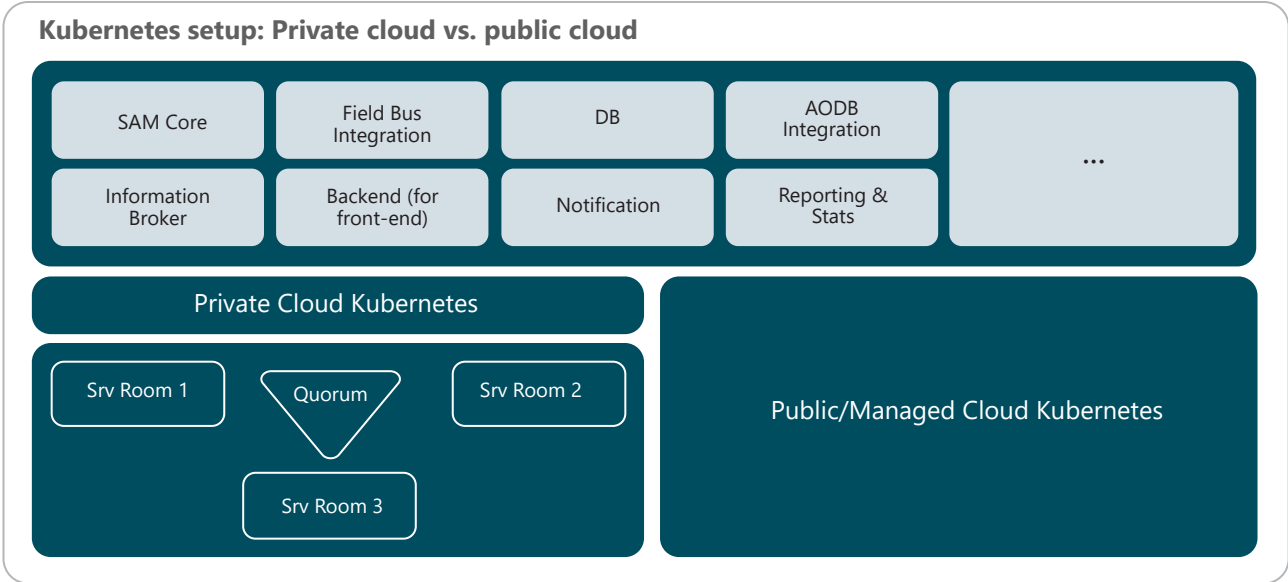 Kubernetes setup: Private cloud vs. public cloud
SAM Core
Field Bus
Integration
DB
AODB
Integration
...
Information
Broker
Backend (for
front-end)
Notification
Reporting &
Stats
Private Cloud Kubernetes
Srv Room 1
Quorum
Srv Room 2
Srv Room 3
Public/Managed Cloud Kubernetes